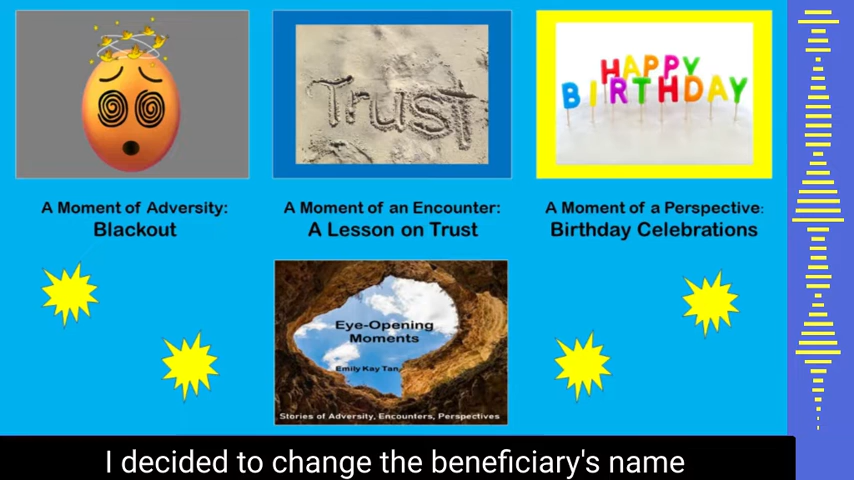 Trust
HAPPY
BIRTHDAY
A Moment of Adversity:
Blackout
A Moment of an Encounter:
A Lesson on Trust
A Moment of a Perspective:
Birthday Celebrations
Eye-Opening
Moments
Emily Kay Tan
Stories of Adversity, Encounters, Perspectives
I decided to change the beneficiary's name